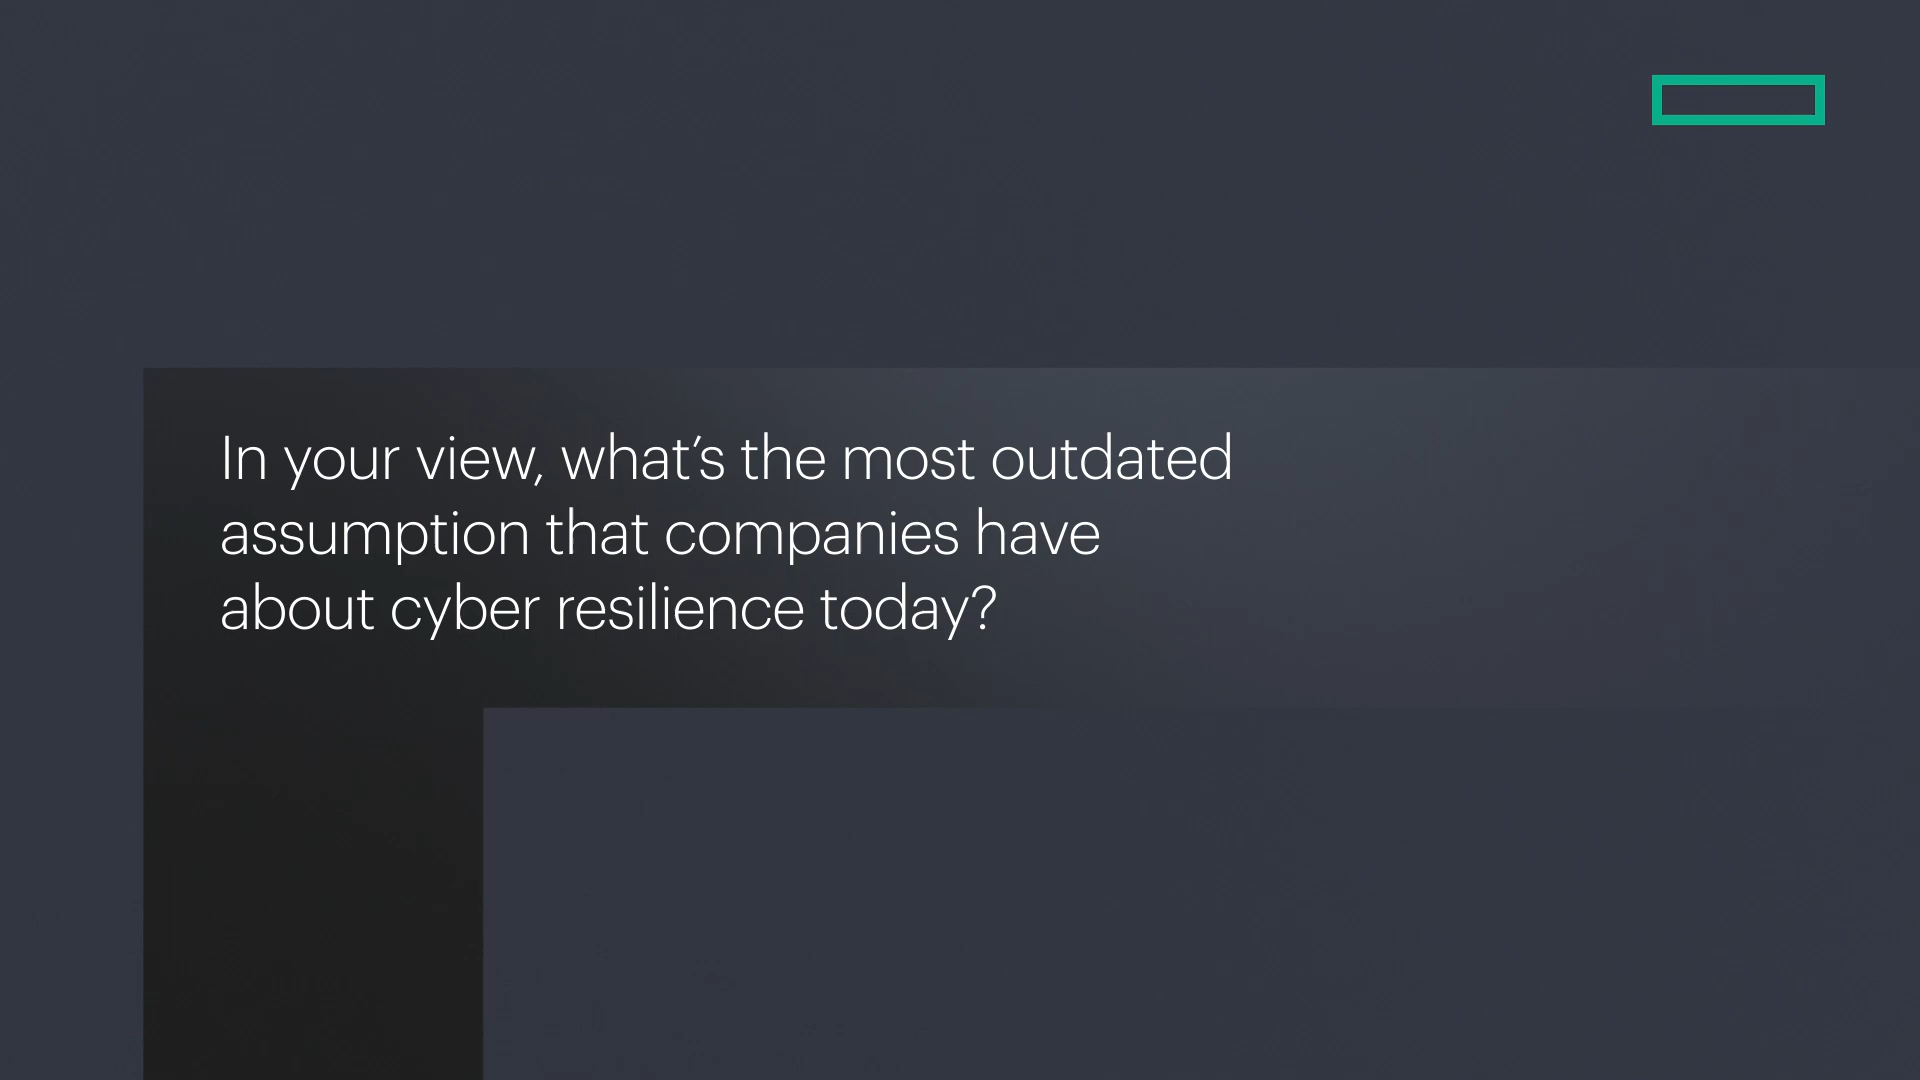 In your view, what’s the most outdated
assumption that companies have
about cyber resilience today?